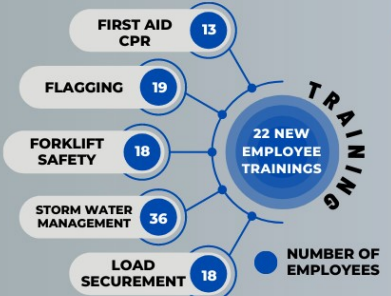 FIRST AID
CPR
13
FLAGGING
19
FORKLIFT
SAFETY
18
STORM WATER
MANAGEMENT
36
LOAD
SECUREMENT
18
22 NEW
EMPLOYEE
TRAININGS
TRAINING
NUMBER OF
EMPLOYEES